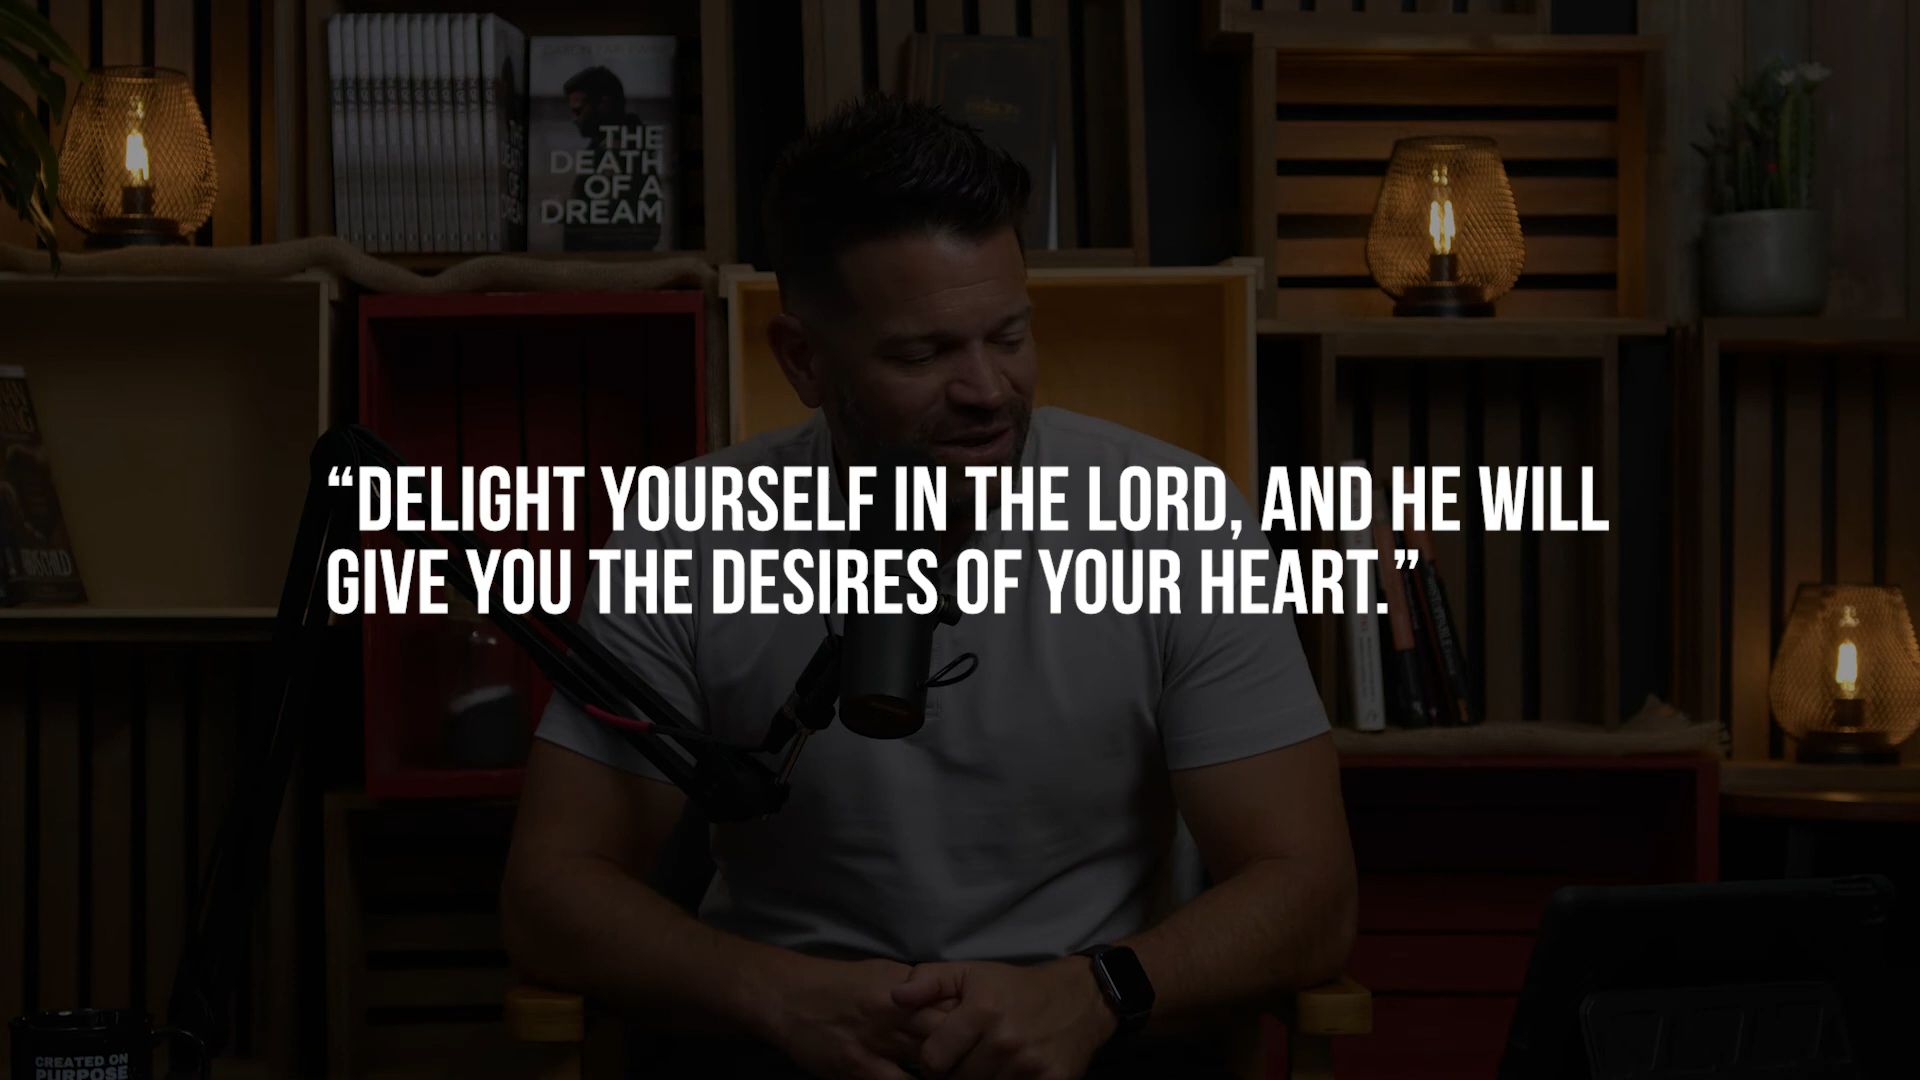 THE
DEATH
OF A
DREAM
“DELIGHT YOURSELF IN THE LORD, AND HE WILL
GIVE YOU THE DESIRES OF YOUR HEART.”
CREATED ON
PURPOSE